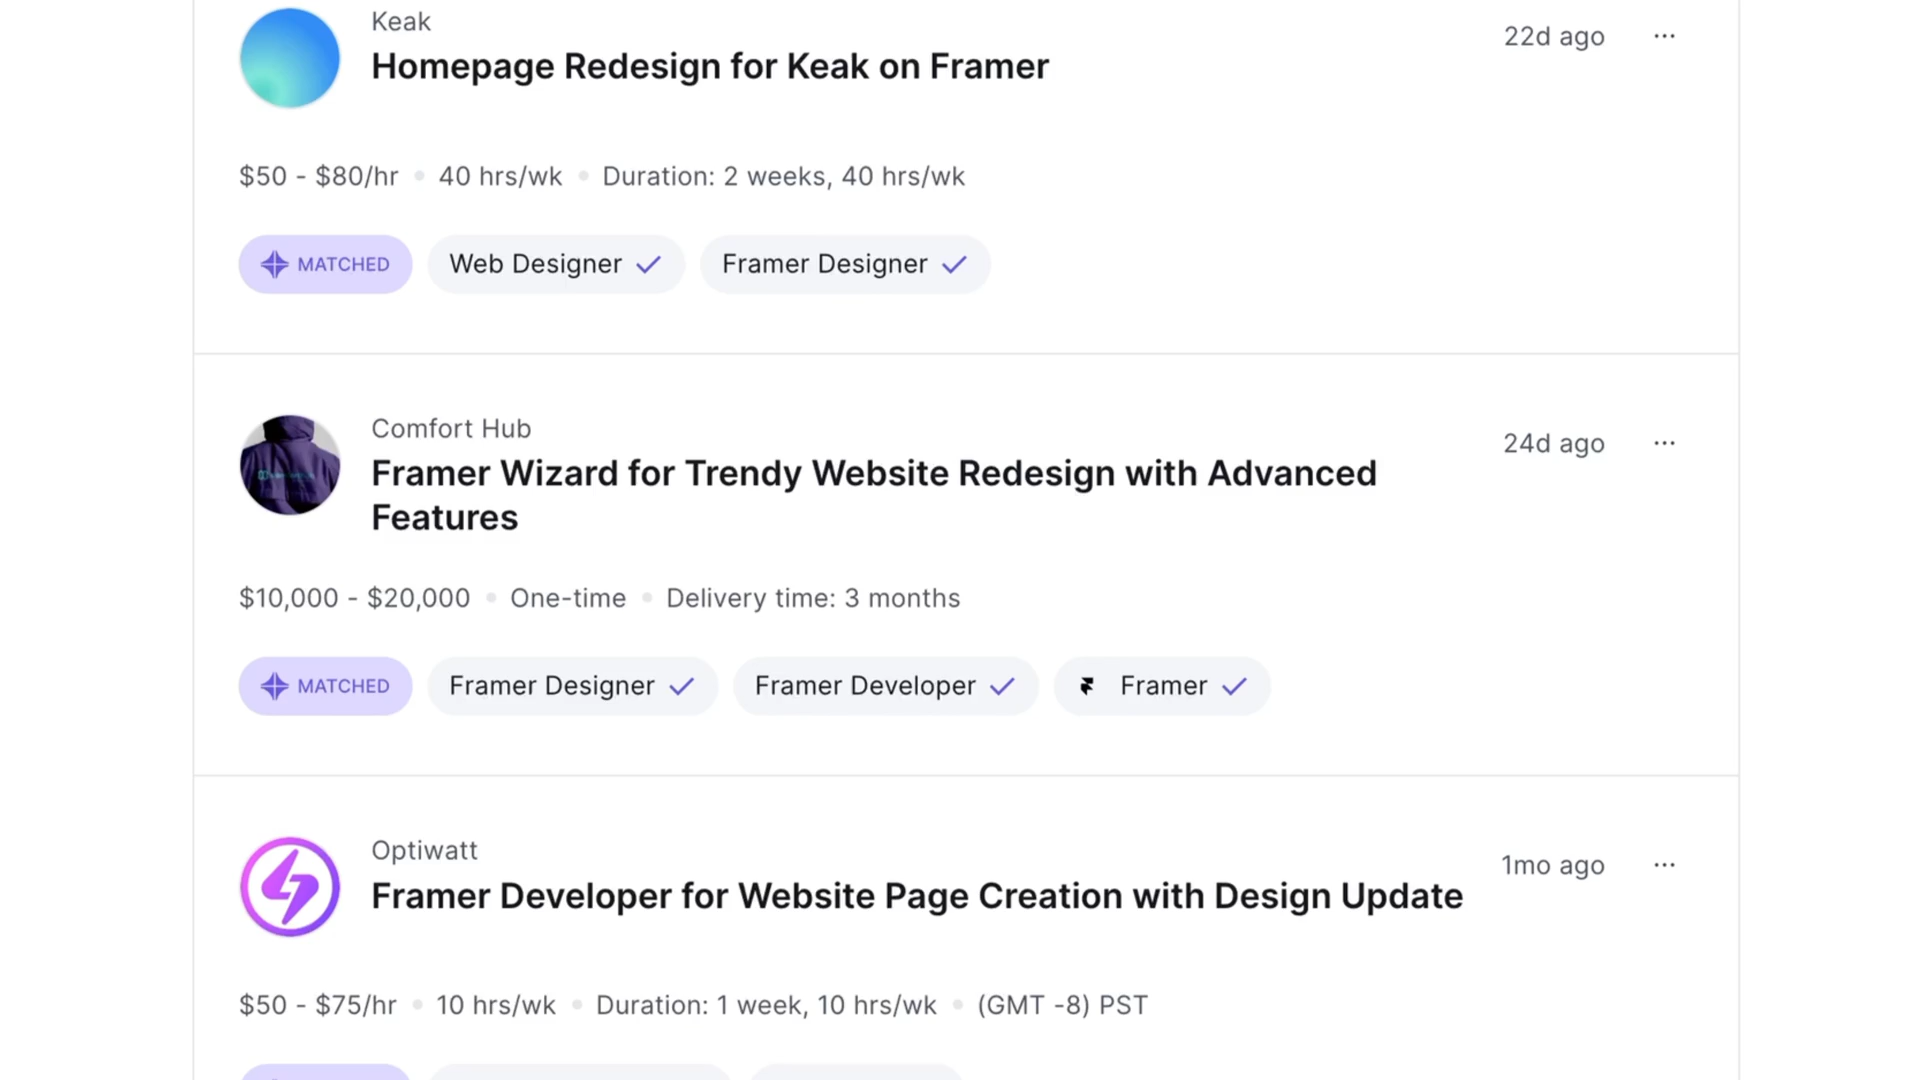 Keak
22d ago
Homepage Redesign for Keak on Framer
$50 - $80/hr 40 hrs/wk Duration: 2 weeks, 40 hrs/wk
MATCHED Web Designer Framer Designer
Comfort Hub
24d ago
Framer Wizard for Trendy Website Redesign with Advanced
Features
$10,000 - $20,000 One-time Delivery time: 3 months
MATCHED Framer Designer Framer Developer Framer
Optiwatt
1mo ago
Framer Developer for Website Page Creation with Design Update
$50 - $75/hr 10 hrs/wk Duration: 1 week, 10 hrs/wk (GMT -8) PST